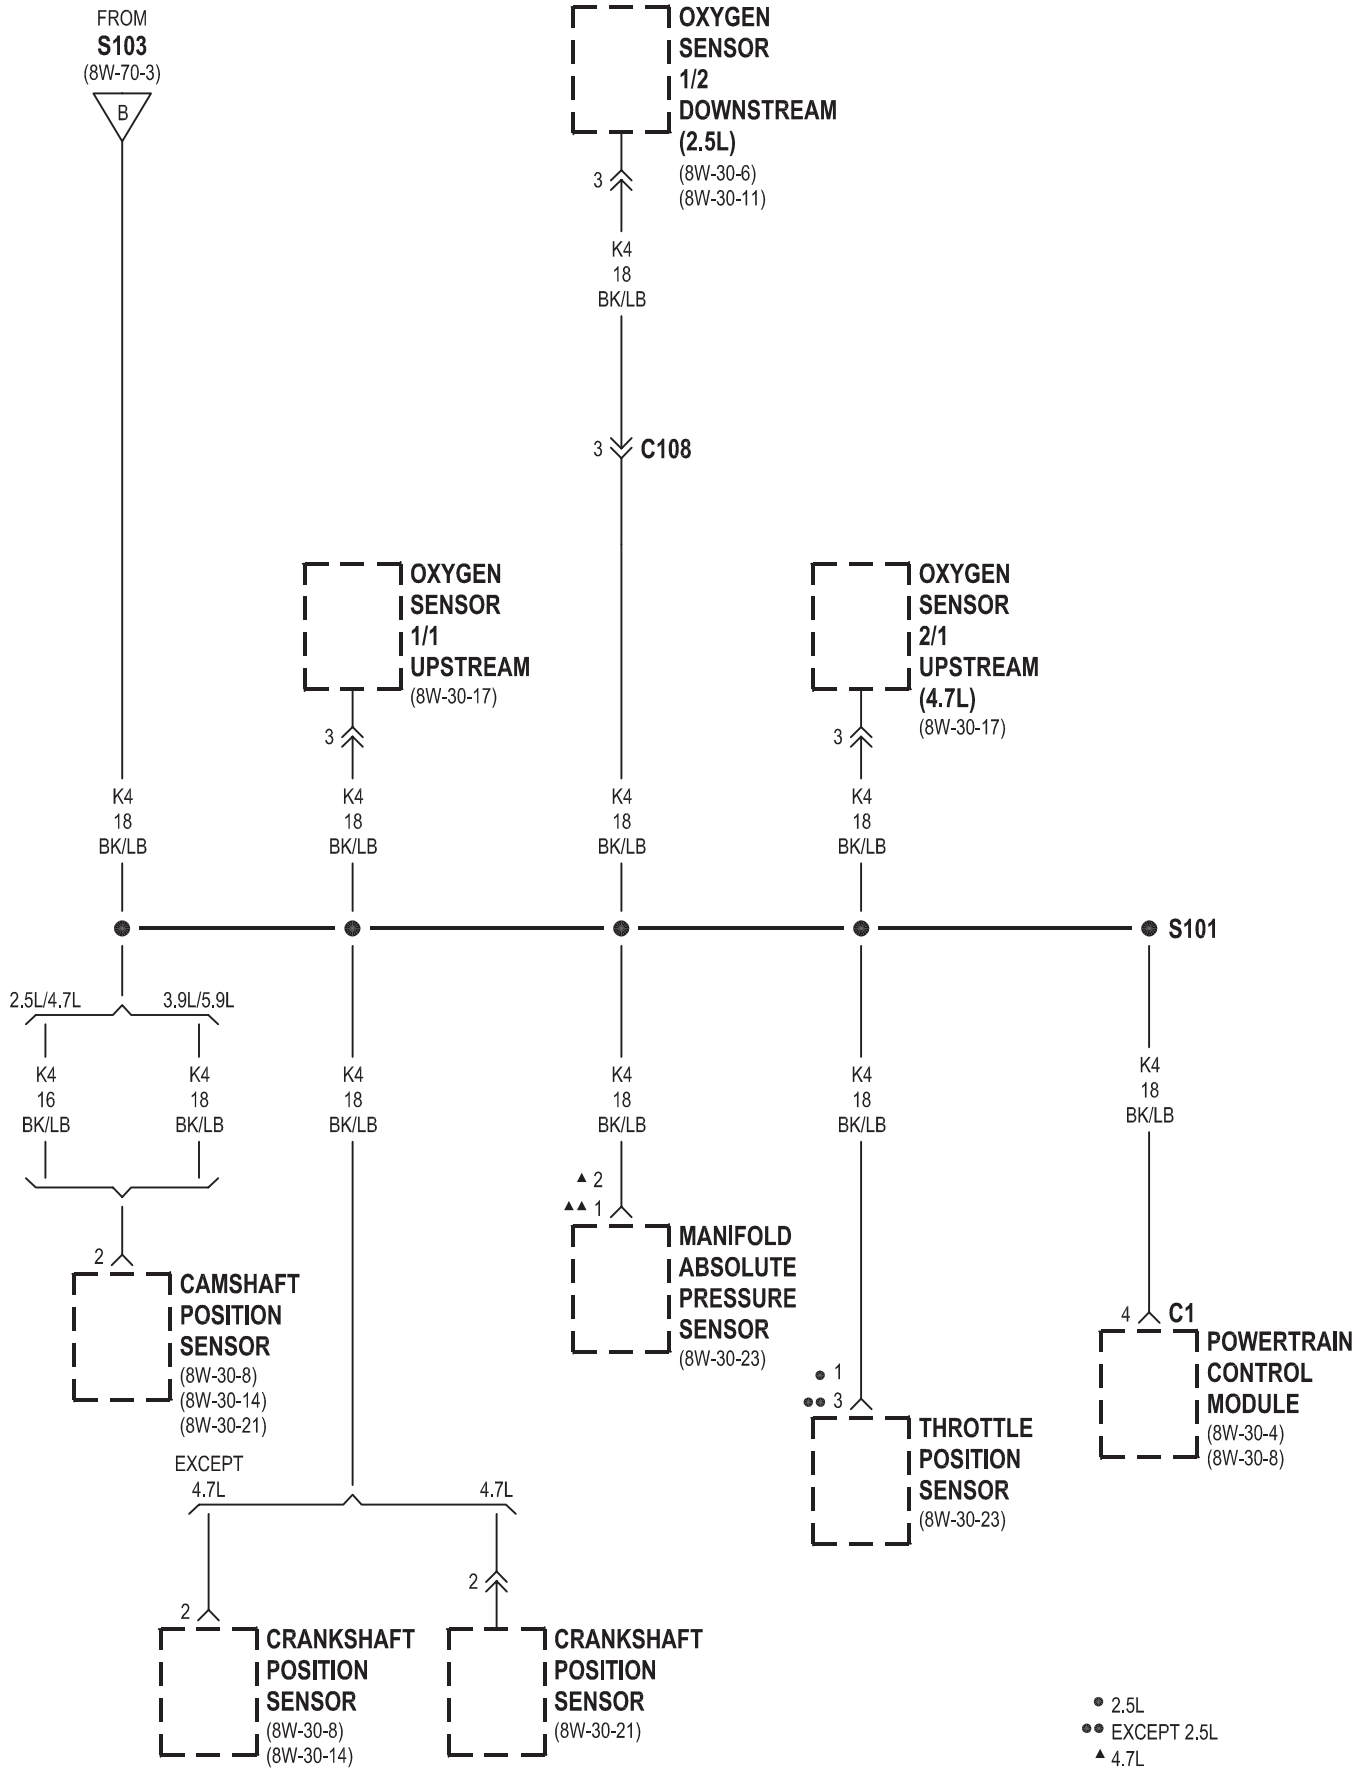 FROM
S103
(8W-70-3)
B
OXYGEN
SENSOR
1/2
DOWNSTREAM
(2.5L)
(8W-30-6)
(8W-30-11)
3
K4
18
BK/LB
3 C108
OXYGEN
SENSOR
1/1
UPSTREAM
(8W-30-17)
3
OXYGEN
SENSOR
2/1
UPSTREAM
(4.7L)
(8W-30-17)
3
K4
18
BK/LB
K4
18
BK/LB
K4
18
BK/LB
K4
18
BK/LB
S101
2.5L/4.7L
3.9L/5.9L
K4
16
BK/LB
K4
18
BK/LB
K4
18
BK/LB
K4
18
BK/LB
K4
18
BK/LB
K4
18
BK/LB
2
CAMSHAFT
POSITION
SENSOR
(8W-30-8)
(8W-30-14)
(8W-30-21)
▲ 2
▲▲ 1
MANIFOLD
ABSOLUTE
PRESSURE
SENSOR
(8W-30-23)
● 1
●● 3
THROTTLE
POSITION
SENSOR
(8W-30-23)
4 C1
POWERTRAIN
CONTROL
MODULE
(8W-30-4)
(8W-30-8)
EXCEPT
4.7L
4.7L
2
CRANKSHAFT
POSITION
SENSOR
(8W-30-8)
(8W-30-14)
2
CRANKSHAFT
POSITION
SENSOR
(8W-30-21)
● 2.5L
●● EXCEPT 2.5L
▲ 4.7L